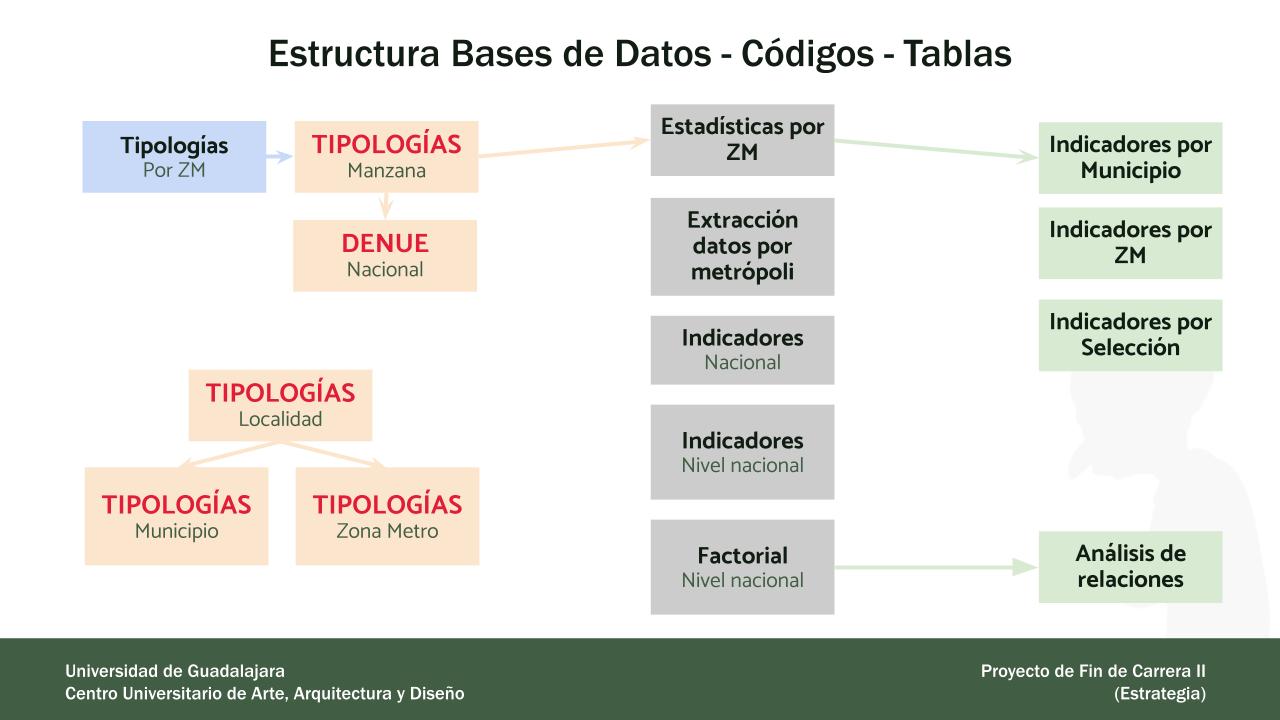 Estructura Bases de Datos - Códigos - Tablas
Tipologías
Por ZM
TIPOLOGÍAS
Manzana
DENUE
Nacional
TIPOLOGÍAS
Localidad
TIPOLOGÍAS
Municipio
TIPOLOGÍAS
Zona Metro
Estadísticas por
ZM
Extracción
datos por
metrópoli
Indicadores
Nacional
Indicadores
Nivel nacional
Factorial
Nivel nacional
Indicadores por
Municipio
Indicadores por
ZM
Indicadores por
Selección
Análisis de
relaciones
Universidad de Guadalajara
Centro Universitario de Arte, Arquitectura y Diseño
Proyecto de Fin de Carrera II
(Estrategia)